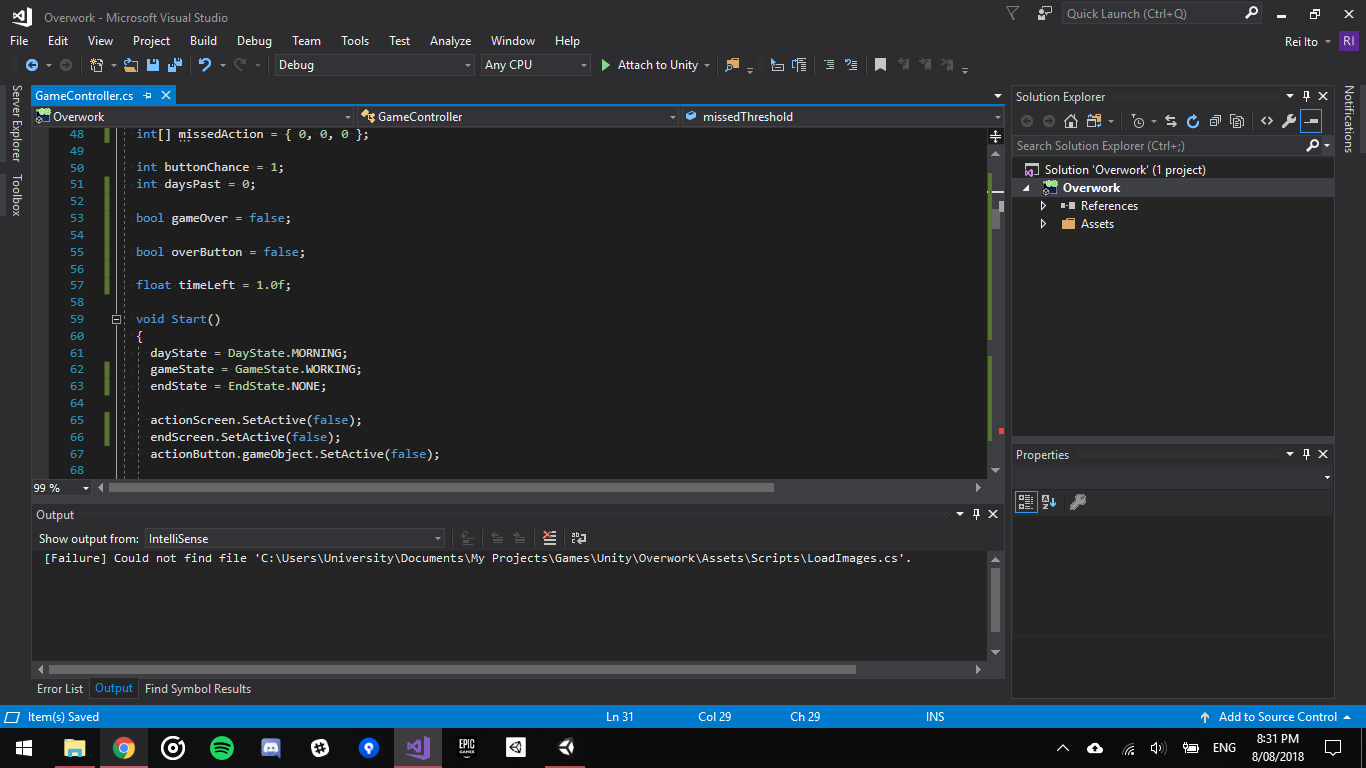 Overwork - Microsoft Visual Studio
Quick Launch (Ctrl+Q)
File Edit View Project Build Debug Team Tools Test Analyze Window Help
Rei Ito RI
Debug Any CPU Attach to Unity
Server Explorer
Toolbox
Notifications
GameController.cs
Overwork GameController missedThreshold
48 int[] missedAction = { 0, 0, 0 };
49
50 int buttonChance = 1;
51 int daysPast = 0;
52
53 bool gameOver = false;
54
55 bool overButton = false;
56
57 float timeLeft = 1.0f;
58
59 void Start()
60 {
61 dayState = DayState.MORNING;
62 gameState = GameState.WORKING;
63 endState = EndState.NONE;
64
65 actionScreen.SetActive(false);
66 endScreen.SetActive(false);
67 actionButton.gameObject.SetActive(false);
68
99 %
Output
Show output from: IntelliSense
[Failure] Could not find file 'C:\Users\University\Documents\My Projects\Games\Unity\Overwork\Assets\Scripts\LoadImages.cs'.
Error List Output Find Symbol Results
Solution Explorer
Search Solution Explorer (Ctrl+;)
Solution 'Overwork' (1 project)
Overwork
References
Assets
Properties
Item(s) Saved Ln 31 Col 29 Ch 29 INS Add to Source Control
EPIC GAMES
ENG
8:31 PM
8/08/2018